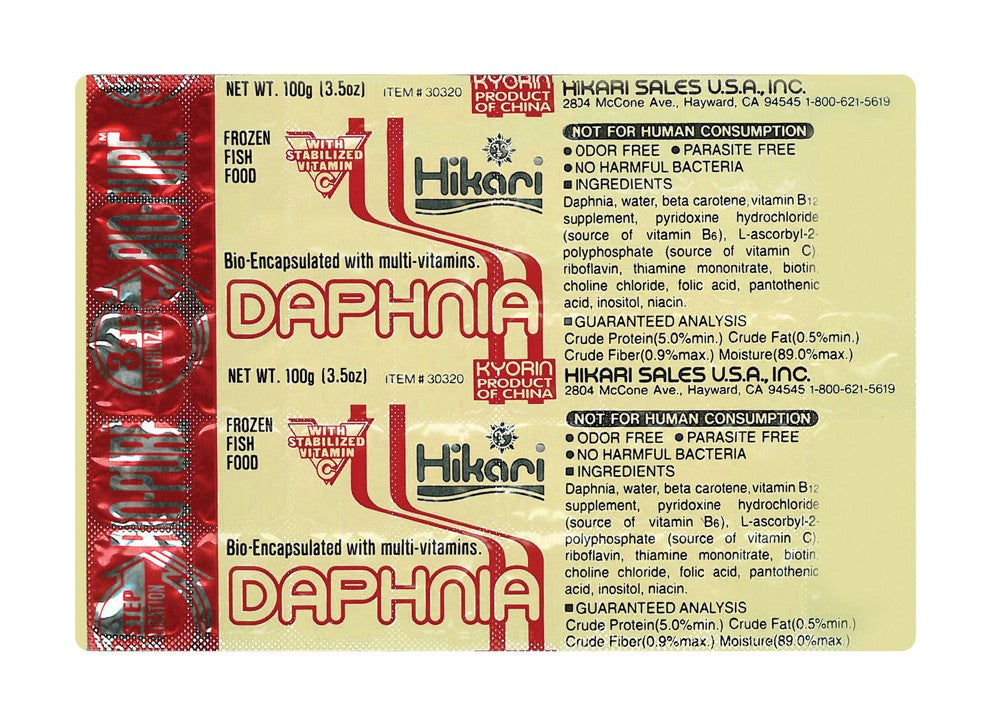 NET WT. 100g (3.5oz) ITEM # 30320
KYORIN
PRODUCT
OF CHINA
HIKARI SALES U.S.A., INC.
2804 McCone Ave., Hayward, CA 94545 1-800-621-5619
BIO-PURE™
3 STEP
BIO-PURE
STEP
FROZEN
FISH
FOOD
WITH
STABILIZED
VITAMIN
C
Hikari
Bio-Encapsulated with multi-vitamins.
DAPHNIA
NOT FOR HUMAN CONSUMPTION
● ODOR FREE ● PARASITE FREE
● NO HARMFUL BACTERIA
■ INGREDIENTS
Daphnia, water, beta carotene, vitamin B12
supplement, pyridoxine hydrochloride
(source of vitamin B6), L-ascorbyl-2-
polyphosphate (source of vitamin C),
riboflavin, thiamine mononitrate, biotin,
choline chloride, folic acid, pantothenic
acid, inositol, niacin.
■ GUARANTEED ANALYSIS
Crude Protein(5.0%min.) Crude Fat(0.5%min.)
Crude Fiber(0.9%max.) Moisture(89.0%max.)
NET WT. 100g (3.5oz) ITEM # 30320
KYORIN
PRODUCT
OF CHINA
HIKARI SALES U.S.A., INC.
2804 McCone Ave., Hayward, CA 94545 1-800-621-5619
FROZEN
FISH
FOOD
WITH
STABILIZED
VITAMIN
C
Hikari
Bio-Encapsulated with multi-vitamins.
DAPHNIA
NOT FOR HUMAN CONSUMPTION
● ODOR FREE ● PARASITE FREE
● NO HARMFUL BACTERIA
■ INGREDIENTS
Daphnia, water, beta carotene, vitamin B12
supplement, pyridoxine hydrochloride
(source of vitamin B6), L-ascorbyl-2-
polyphosphate (source of vitamin C),
riboflavin, thiamine mononitrate, biotin,
choline chloride, folic acid, pantothenic
acid, inositol, niacin.
■ GUARANTEED ANALYSIS
Crude Protein(5.0%min.) Crude Fat(0.5%min.)
Crude Fiber(0.9%max.) Moisture(89.0%max.)